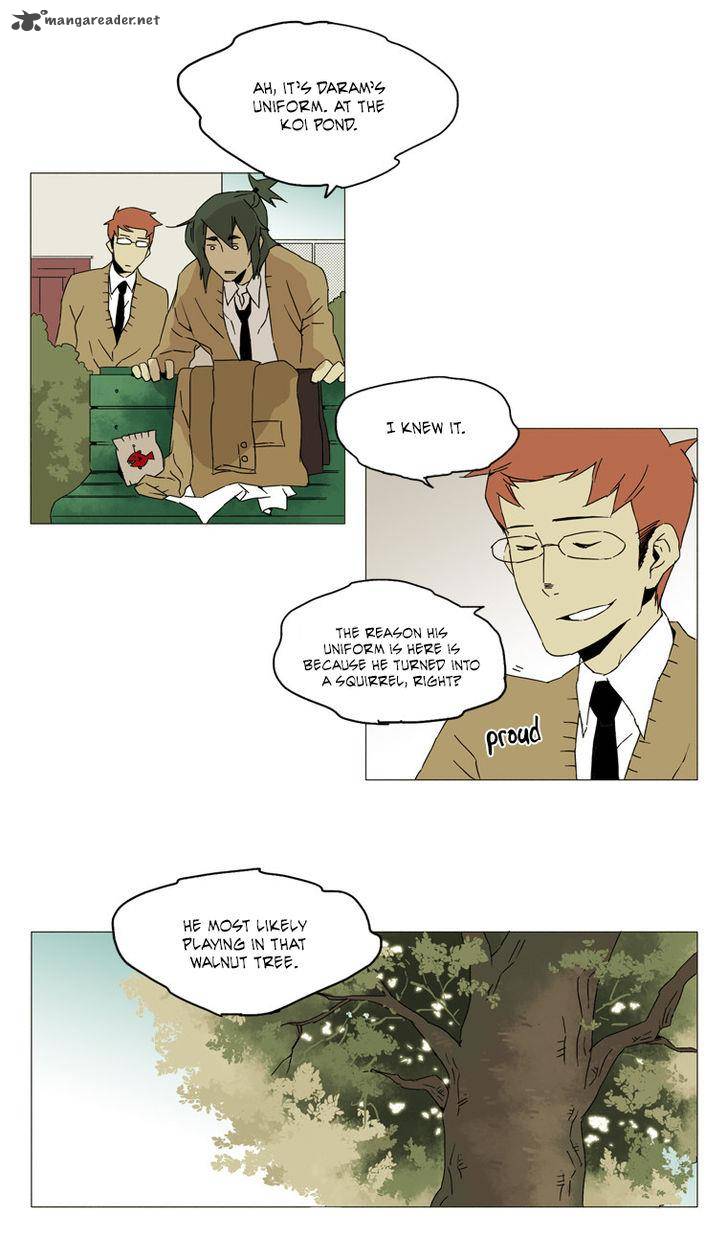 mangareader.net
AH, IT'S DARAM'S
UNIFORM. AT THE
KOI POND.
I KNEW IT.
THE REASON HIS
UNIFORM IS HERE IS
BECAUSE HE TURNED INTO
A SQUIRREL, RIGHT?
proud
HE MOST LIKELY
PLAYING IN THAT
WALNUT TREE.